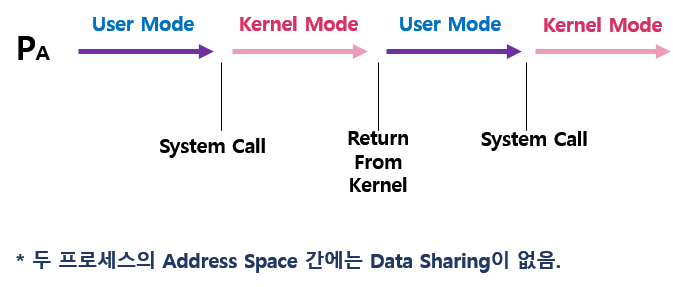 User Mode Kernel Mode User Mode Kernel Mode
PA
System Call Return From Kernel System Call
* 두 프로세스의 Address Space 간에는 Data Sharing이 없음.